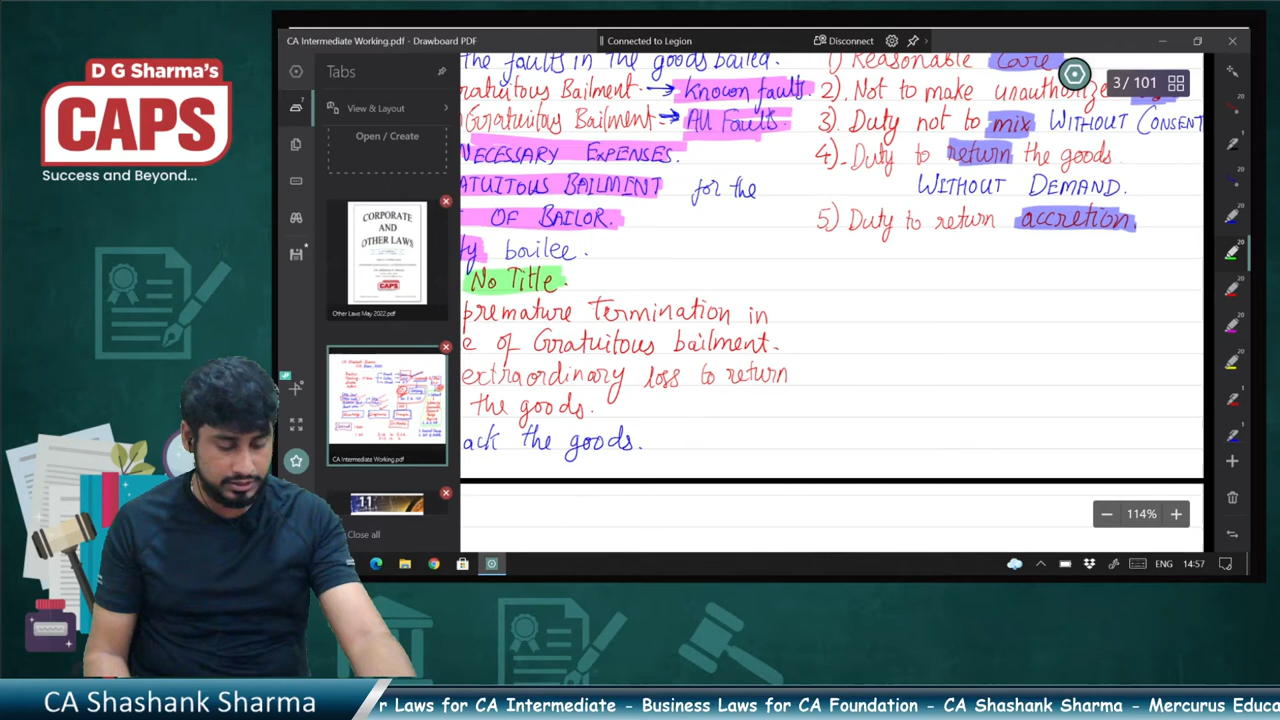 D G SHARMA'S
CAPS
Success and Beyond...
CA Intermediate Working.pdf - Drawboard PDF
Connected to Legion
Disconnect
Tabs
View & Layout
Open / Create
CORPORATE
AND
OTHER LAWS
CAPS
Other Laws May 2022.pdf
CA Intermediate Working.pdf
11
Close all
3 / 101
the faults in the goods bailed.
ratuitous Bailment → known faults.
Gratuitous Bailment → All Faults.
NECESSARY EXPENSES.
ATUITOUS BAILMENT for the
OF BAILOR.
ty bailee.
No Title.
premature Termination in
e of Gratuitous bailment.
extraordinary loss to return
the goods.
ack the goods.
1) Reasonable Care
2). Not to make unauthorize
3). Duty not to mix WITHOUT CONSENT
4)- Duty to return the goods.
WITHOUT DEMAND.
5) Duty to return accretion.
114%
ENG
14:57
CA Shashank Sharma
r Laws for CA Intermediate - Business Laws for CA Foundation - CA Shashank Sharma - Mercurus Educa